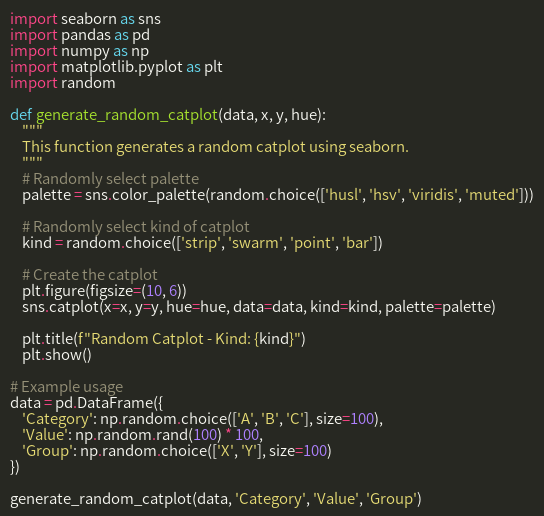 import seaborn as sns
import pandas as pd
import numpy as np
import matplotlib.pyplot as plt
import random

def generate_random_catplot(data, x, y, hue):
    """
    This function generates a random catplot using seaborn.
    """
    # Randomly select palette
    palette = sns.color_palette(random.choice(['husl', 'hsv', 'viridis', 'muted']))

    # Randomly select kind of catplot
    kind = random.choice(['strip', 'swarm', 'point', 'bar'])

    # Create the catplot
    plt.figure(figsize=(10, 6))
    sns.catplot(x=x, y=y, hue=hue, data=data, kind=kind, palette=palette)

    plt.title(f"Random Catplot - Kind: {kind}")
    plt.show()

# Example usage
data = pd.DataFrame({
    'Category': np.random.choice(['A', 'B', 'C'], size=100),
    'Value': np.random.rand(100) * 100,
    'Group': np.random.choice(['X', 'Y'], size=100)
})

generate_random_catplot(data, 'Category', 'Value', 'Group')